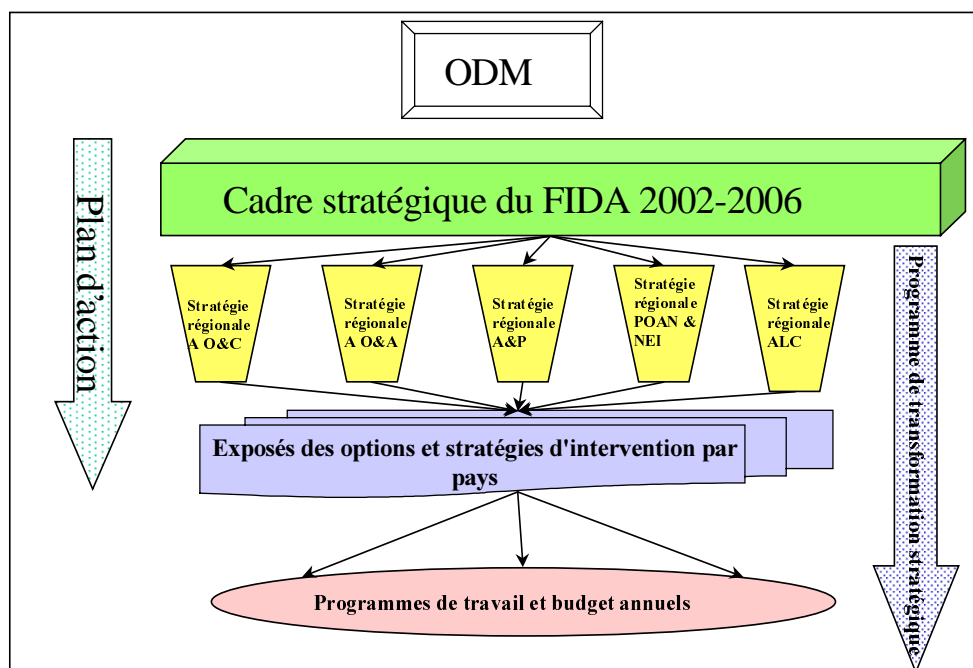 ODM
Cadre stratégique du FIDA 2002-2006
Plan d'action
Stratégie
régionale
A O&C
Stratégie
régionale
A O&A
Stratégie
régionale
A&P
Stratégie
régionale
POAN &
NEI
Stratégie
régionale
ALC
Programme de transformation stratégique
Exposés des options et stratégies d'intervention par
pays
Programmes de travail et budget annuels